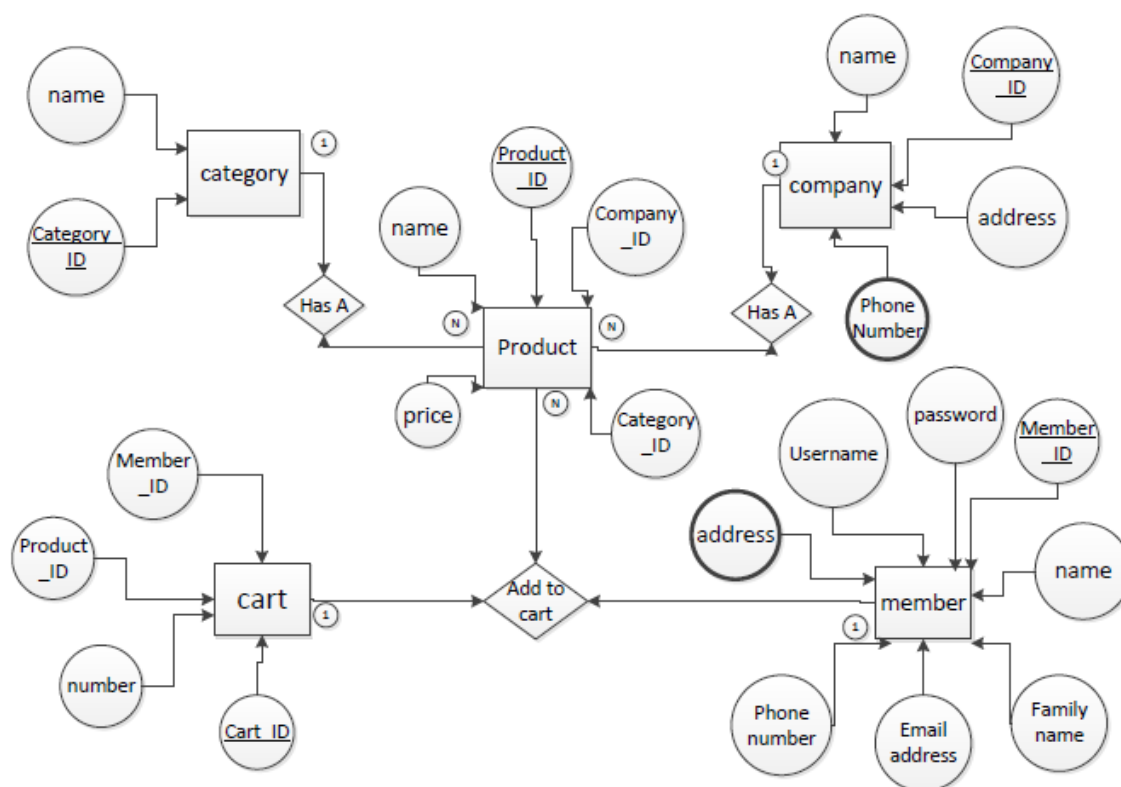 name
Company
_ID
name
1
Product
_ID
1
category
company
Company
_ID
name
address
Category_
ID
Has A
Has A
Phone
Number
N
N
Product
N
price
Category
_ID
password
Member
_ID
Username
Member
_ID
address
Product
_ID
name
cart
Add to
cart
member
1
1
number
Phone
number
Family
name
Cart_ID
Email
address